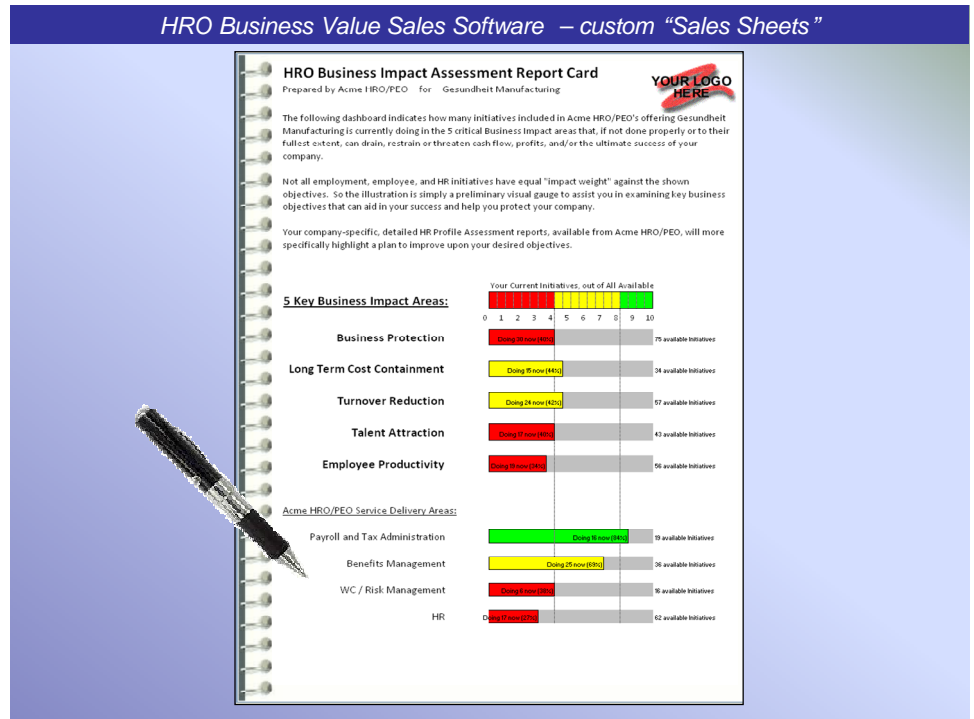 HRO Business Value Sales Software – custom “Sales Sheets”
HRO Business Impact Assessment Report Card
Prepared by Acme HRO/PEO for Gesundheit Manufacturing
YOUR LOGO
HERE
The following dashboard indicates how many initiatives included in Acme HRO/PEO's offering Gesundheit
Manufacturing is currently doing in the 5 critical Business Impact areas that, if not done properly or to their
fullest extent, can drain, restrain or threaten cash flow, profits, and/or the ultimate success of your
company.
Not all employment, employee, and HR initiatives have equal "impact weight" against the shown
objectives. So the illustration is simply a preliminary visual gauge to assist you in examining key business
objectives that can aid in your success and help you protect your company.
Your company-specific, detailed HR Profile Assessment reports, available from Acme HRO/PEO, will more
specifically highlight a plan to improve upon your desired objectives.
Your Current Initiatives, out of All Available
5 Key Business Impact Areas:
0 1 2 3 4 5 6 7 8 9 10
Business Protection Doing now 75 available Initiatives
Long Term Cost Containment Doing 15 now (44%) 34 available Initiatives
Turnover Reduction Doing 24 now (42%) 57 available Initiatives
Talent Attraction Doing 17 now (40%) 43 available Initiatives
Employee Productivity Doing now 56 available Initiatives
Acme HRO/PEO Service Delivery Areas:
Payroll and Tax Administration Doing 16 now (84%) 19 available Initiatives
Benefits Management Doing 25 now (69%) 36 available Initiatives
WC / Risk Management Doing 6 now 16 available Initiatives
HR Doing 17 now (27%) 62 available Initiatives